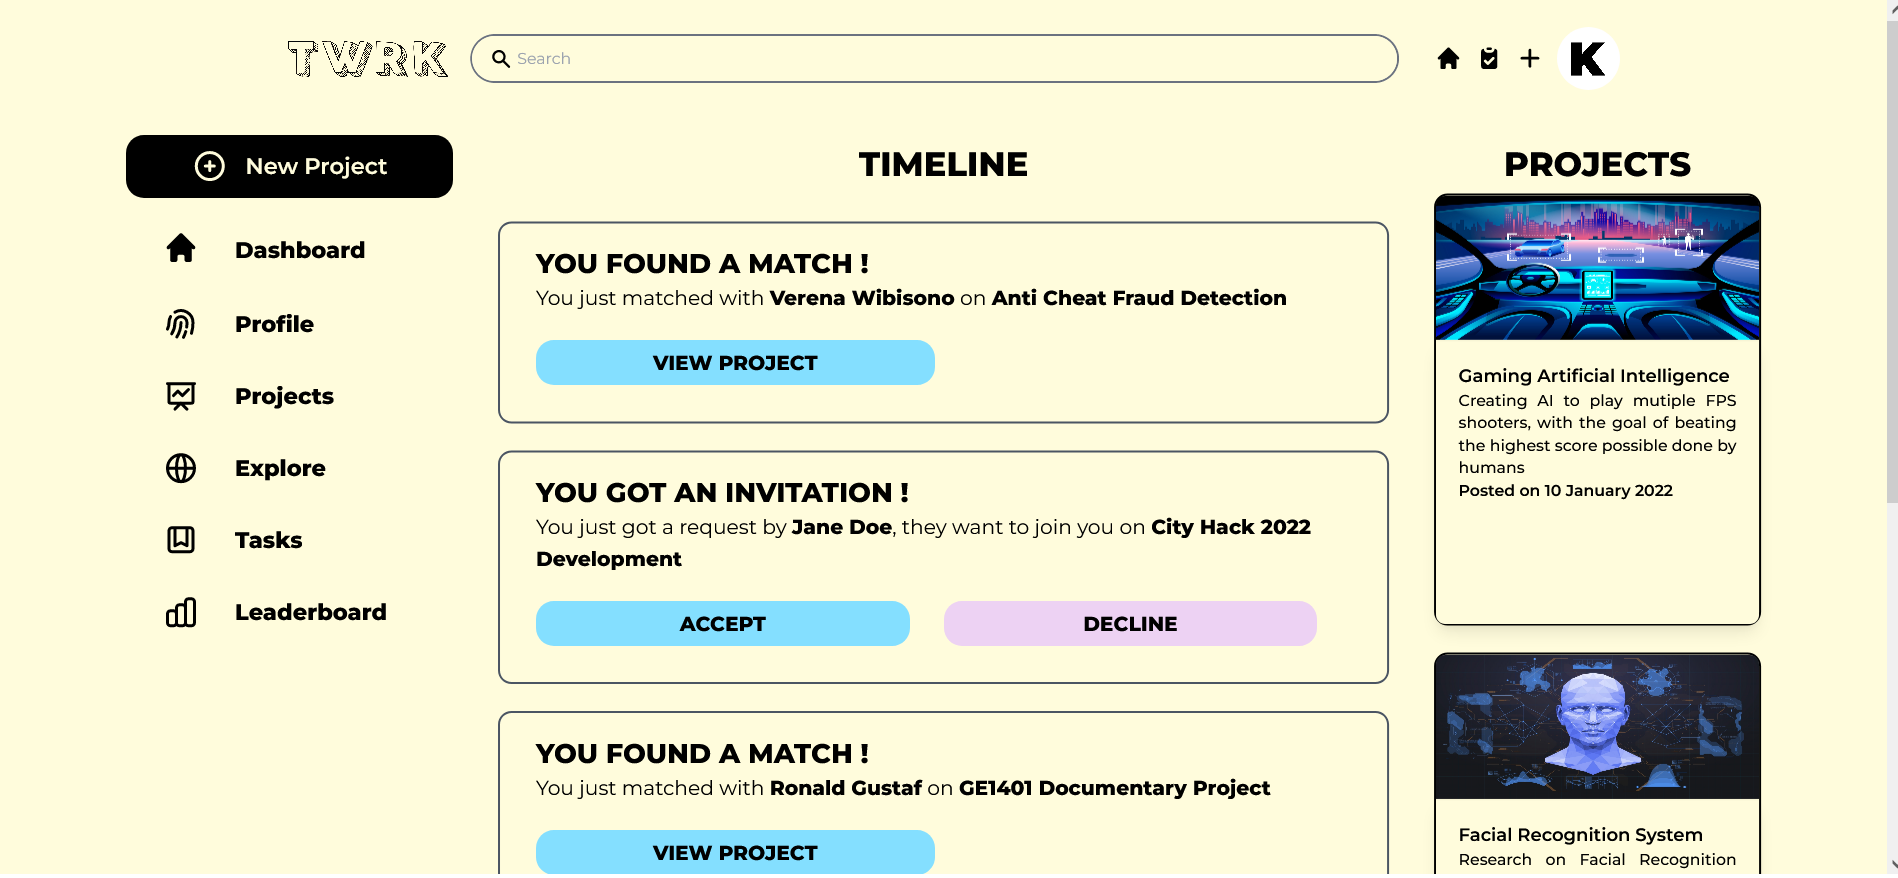 TWRK
Search
K
New Project
Dashboard
Profile
Projects
Explore
Tasks
Leaderboard
TIMELINE
YOU FOUND A MATCH !
You just matched with Verena Wibisono on Anti Cheat Fraud Detection
VIEW PROJECT
YOU GOT AN INVITATION !
You just got a request by Jane Doe, they want to join you on City Hack 2022
Development
ACCEPT
DECLINE
YOU FOUND A MATCH !
You just matched with Ronald Gustaf on GE1401 Documentary Project
VIEW PROJECT
PROJECTS
Gaming Artificial Intelligence
Creating AI to play mutiple FPS
shooters, with the goal of beating
the highest score possible done by
humans
Posted on 10 January 2022
Facial Recognition System
Research on Facial Recognition